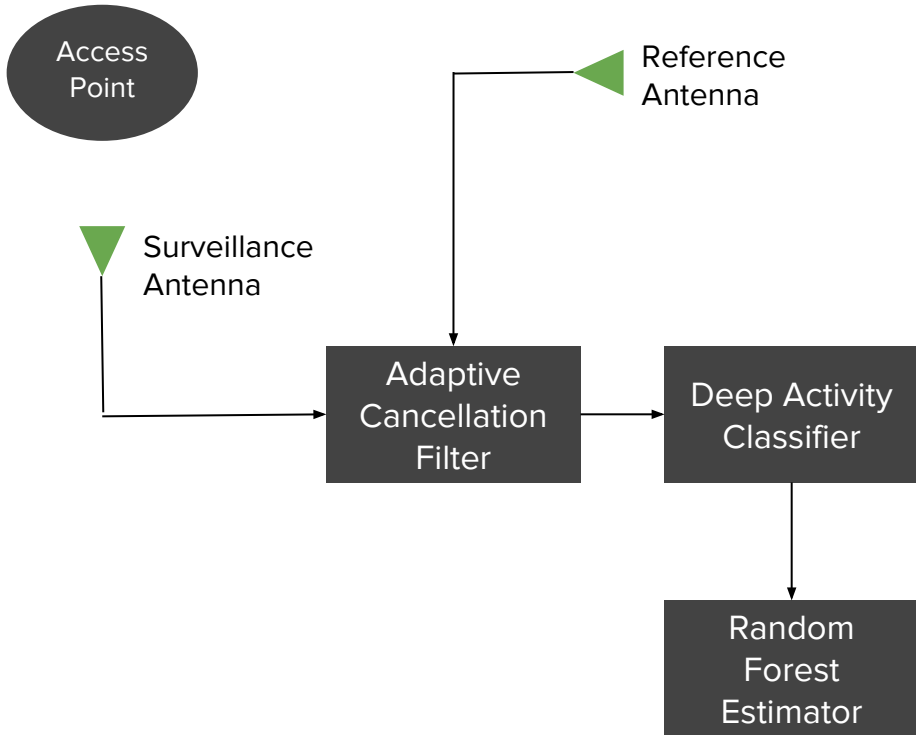 Access
Point
Reference
Antenna
Surveillance
Antenna
Adaptive
Cancellation
Filter
Deep Activity
Classifier
Random
Forest
Estimator